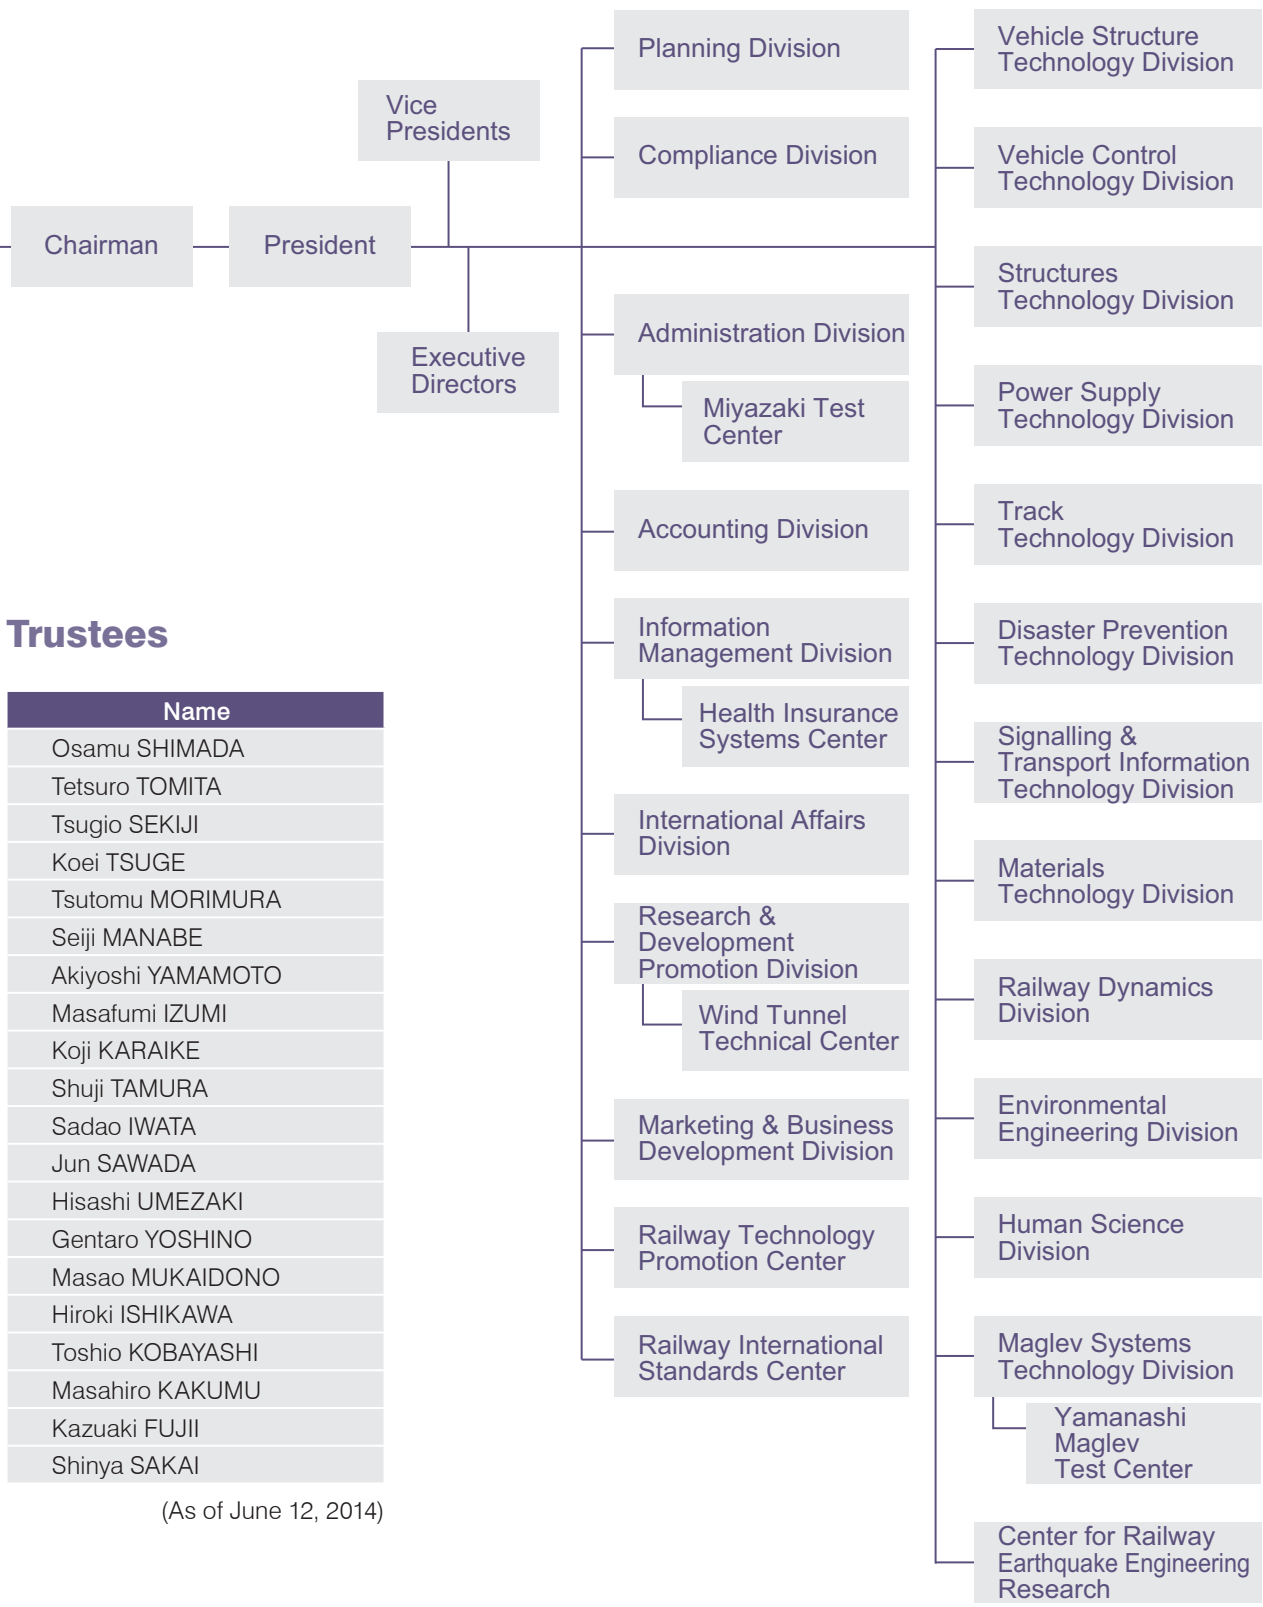 Chairman
President
Vice
Presidents
Executive
Directors
Planning Division
Compliance Division
Administration Division
Miyazaki Test
Center
Accounting Division
Information
Management Division
Health Insurance
Systems Center
International Affairs
Division
Research &
Development
Promotion Division
Wind Tunnel
Technical Center
Marketing & Business
Development Division
Railway Technology
Promotion Center
Railway International
Standards Center
Vehicle Structure
Technology Division
Vehicle Control
Technology Division
Structures
Technology Division
Power Supply
Technology Division
Track
Technology Division
Disaster Prevention
Technology Division
Signalling &
Transport Information
Technology Division
Materials
Technology Division
Railway Dynamics
Division
Environmental
Engineering Division
Human Science
Division
Maglev Systems
Technology Division
Yamanashi
Maglev
Test Center
Center for Railway
Earthquake Engineering
Research
Trustees
Name
Osamu SHIMADA
Tetsuro TOMITA
Tsugio SEKIJI
Koei TSUGE
Tsutomu MORIMURA
Seiji MANABE
Akiyoshi YAMAMOTO
Masafumi IZUMI
Koji KARAIKE
Shuji TAMURA
Sadao IWATA
Jun SAWADA
Hisashi UMEZAKI
Gentaro YOSHINO
Masao MUKAIDONO
Hiroki ISHIKAWA
Toshio KOBAYASHI
Masahiro KAKUMU
Kazuaki FUJII
Shinya SAKAI
(As of June 12, 2014)